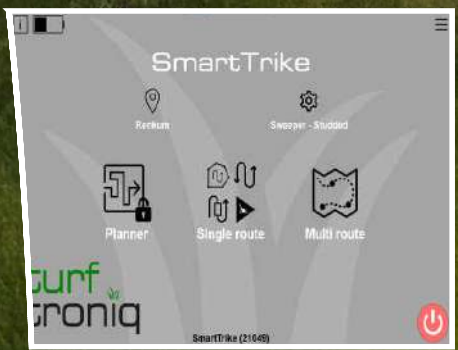 SmartTrike
Renkum
Sweeper - Studded
Planner
Single route
Multi route
turf
troniq
SmartTrike (21049)